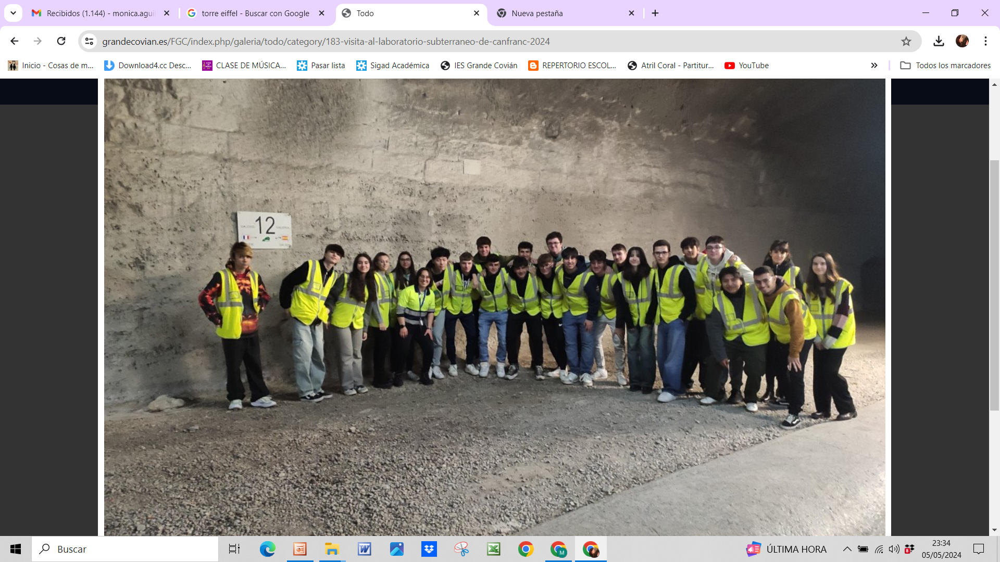 Recibidos (1.144) - monica.agui
torre eiffel - Buscar con Google
Todo
Nueva pestaña
grandecovian.es/FGC/index.php/galeria/todo/category/183-visita-al-laboratorio-subterraneo-de-canfranc-2024
Inicio - Cosas de m...
Download4.cc Desc...
CLASE DE MÚSICA...
Pasar lista
Sigad Académica
IES Grande Covián
REPERTORIO ESCOL...
Atril Coral - Partitur...
YouTube
Todos los marcadores
12
Buscar
ÚLTIMA HORA
23:34
05/05/2024